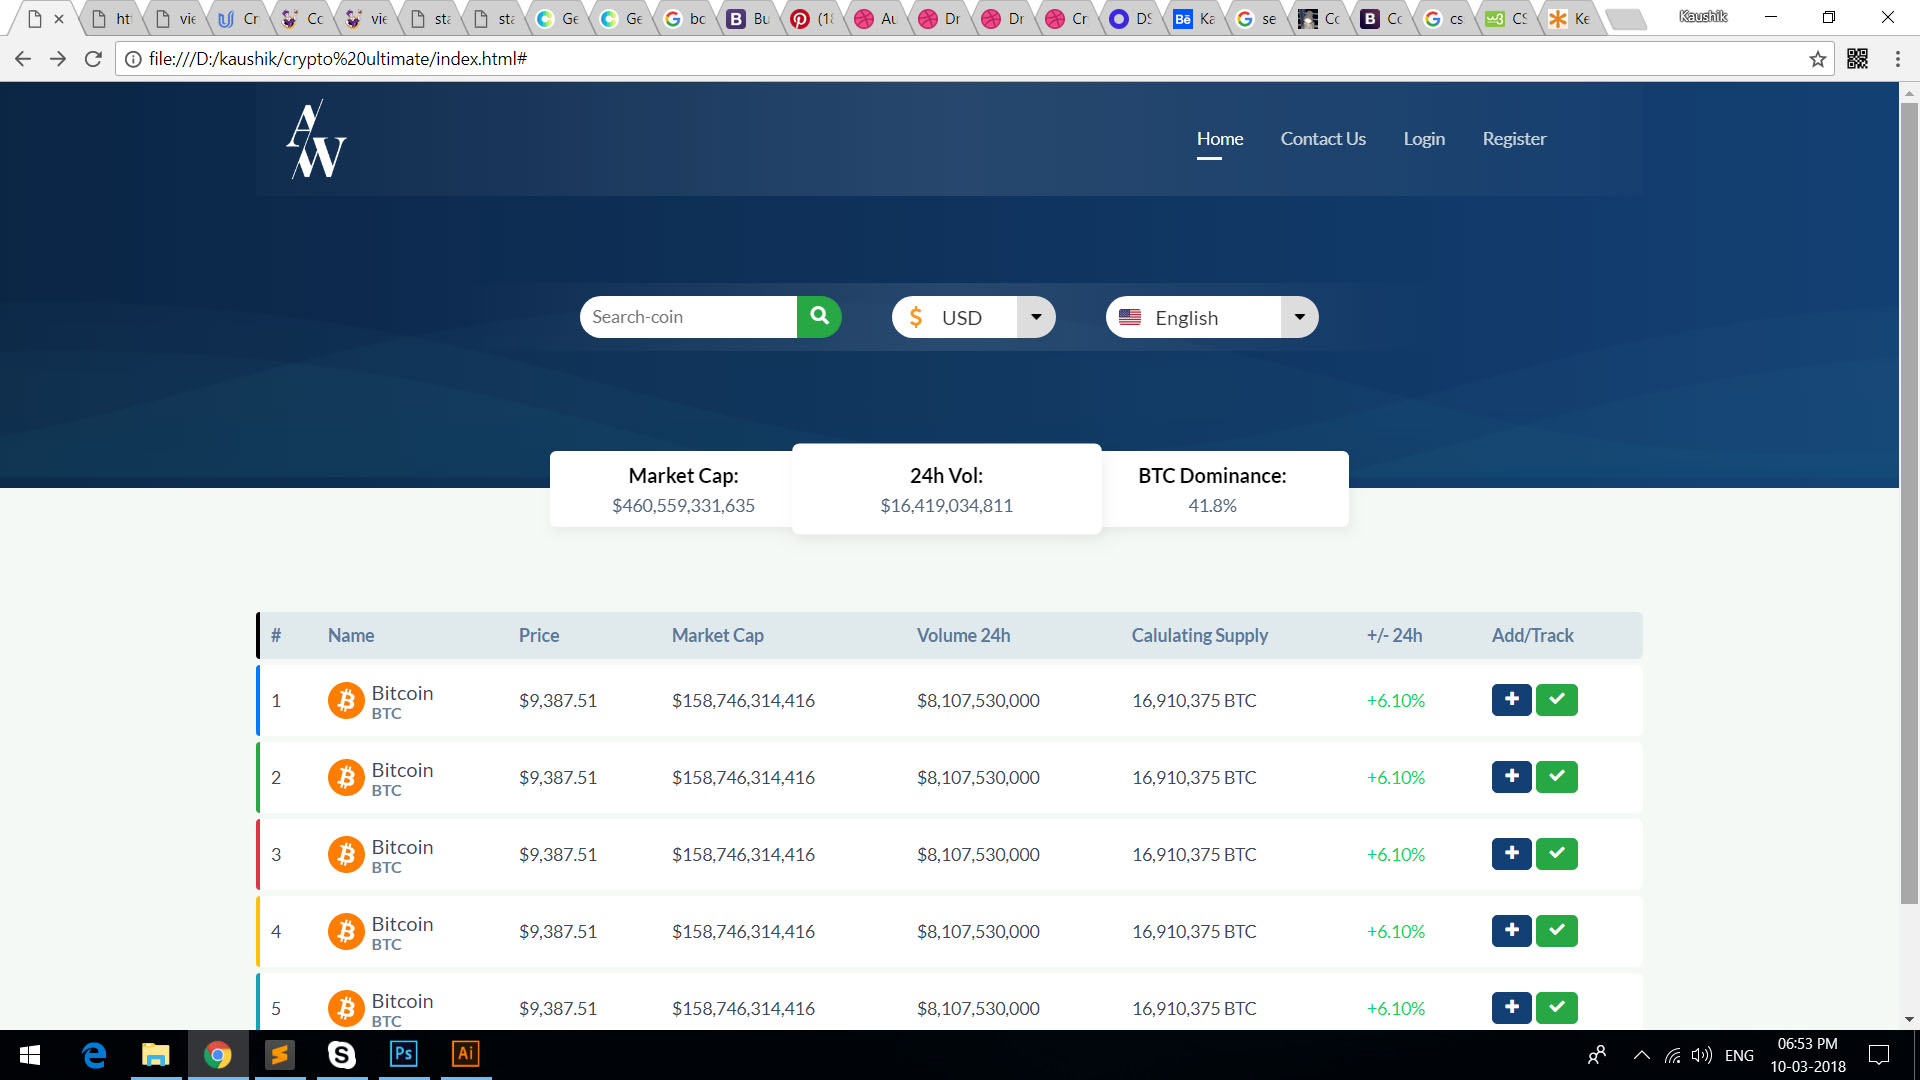 ht vie Cr Cc vie sta sta Ge Ge bc Bu (18 Au Dr Dr Cr DS Ka se Cc Cc cs CS Ke Kaushik
file:///D:/kaushik/crypto%20ultimate/index.html#
AW
Home Contact Us Login Register
Search-coin $ USD English
Market Cap: 24h Vol: BTC Dominance:
$460,559,331,635 $16,419,034,811 41.8%
# Name Price Market Cap Volume 24h Calulating Supply +/- 24h Add/Track
1 Bitcoin $9,387.51 $158,746,314,416 $8,107,530,000 16,910,375 BTC +6.10%
BTC
2 Bitcoin $9,387.51 $158,746,314,416 $8,107,530,000 16,910,375 BTC +6.10%
BTC
3 Bitcoin $9,387.51 $158,746,314,416 $8,107,530,000 16,910,375 BTC +6.10%
BTC
4 Bitcoin $9,387.51 $158,746,314,416 $8,107,530,000 16,910,375 BTC +6.10%
BTC
5 Bitcoin $9,387.51 $158,746,314,416 $8,107,530,000 16,910,375 BTC +6.10%
BTC
Ps Ai ENG 06:53 PM
10-03-2018